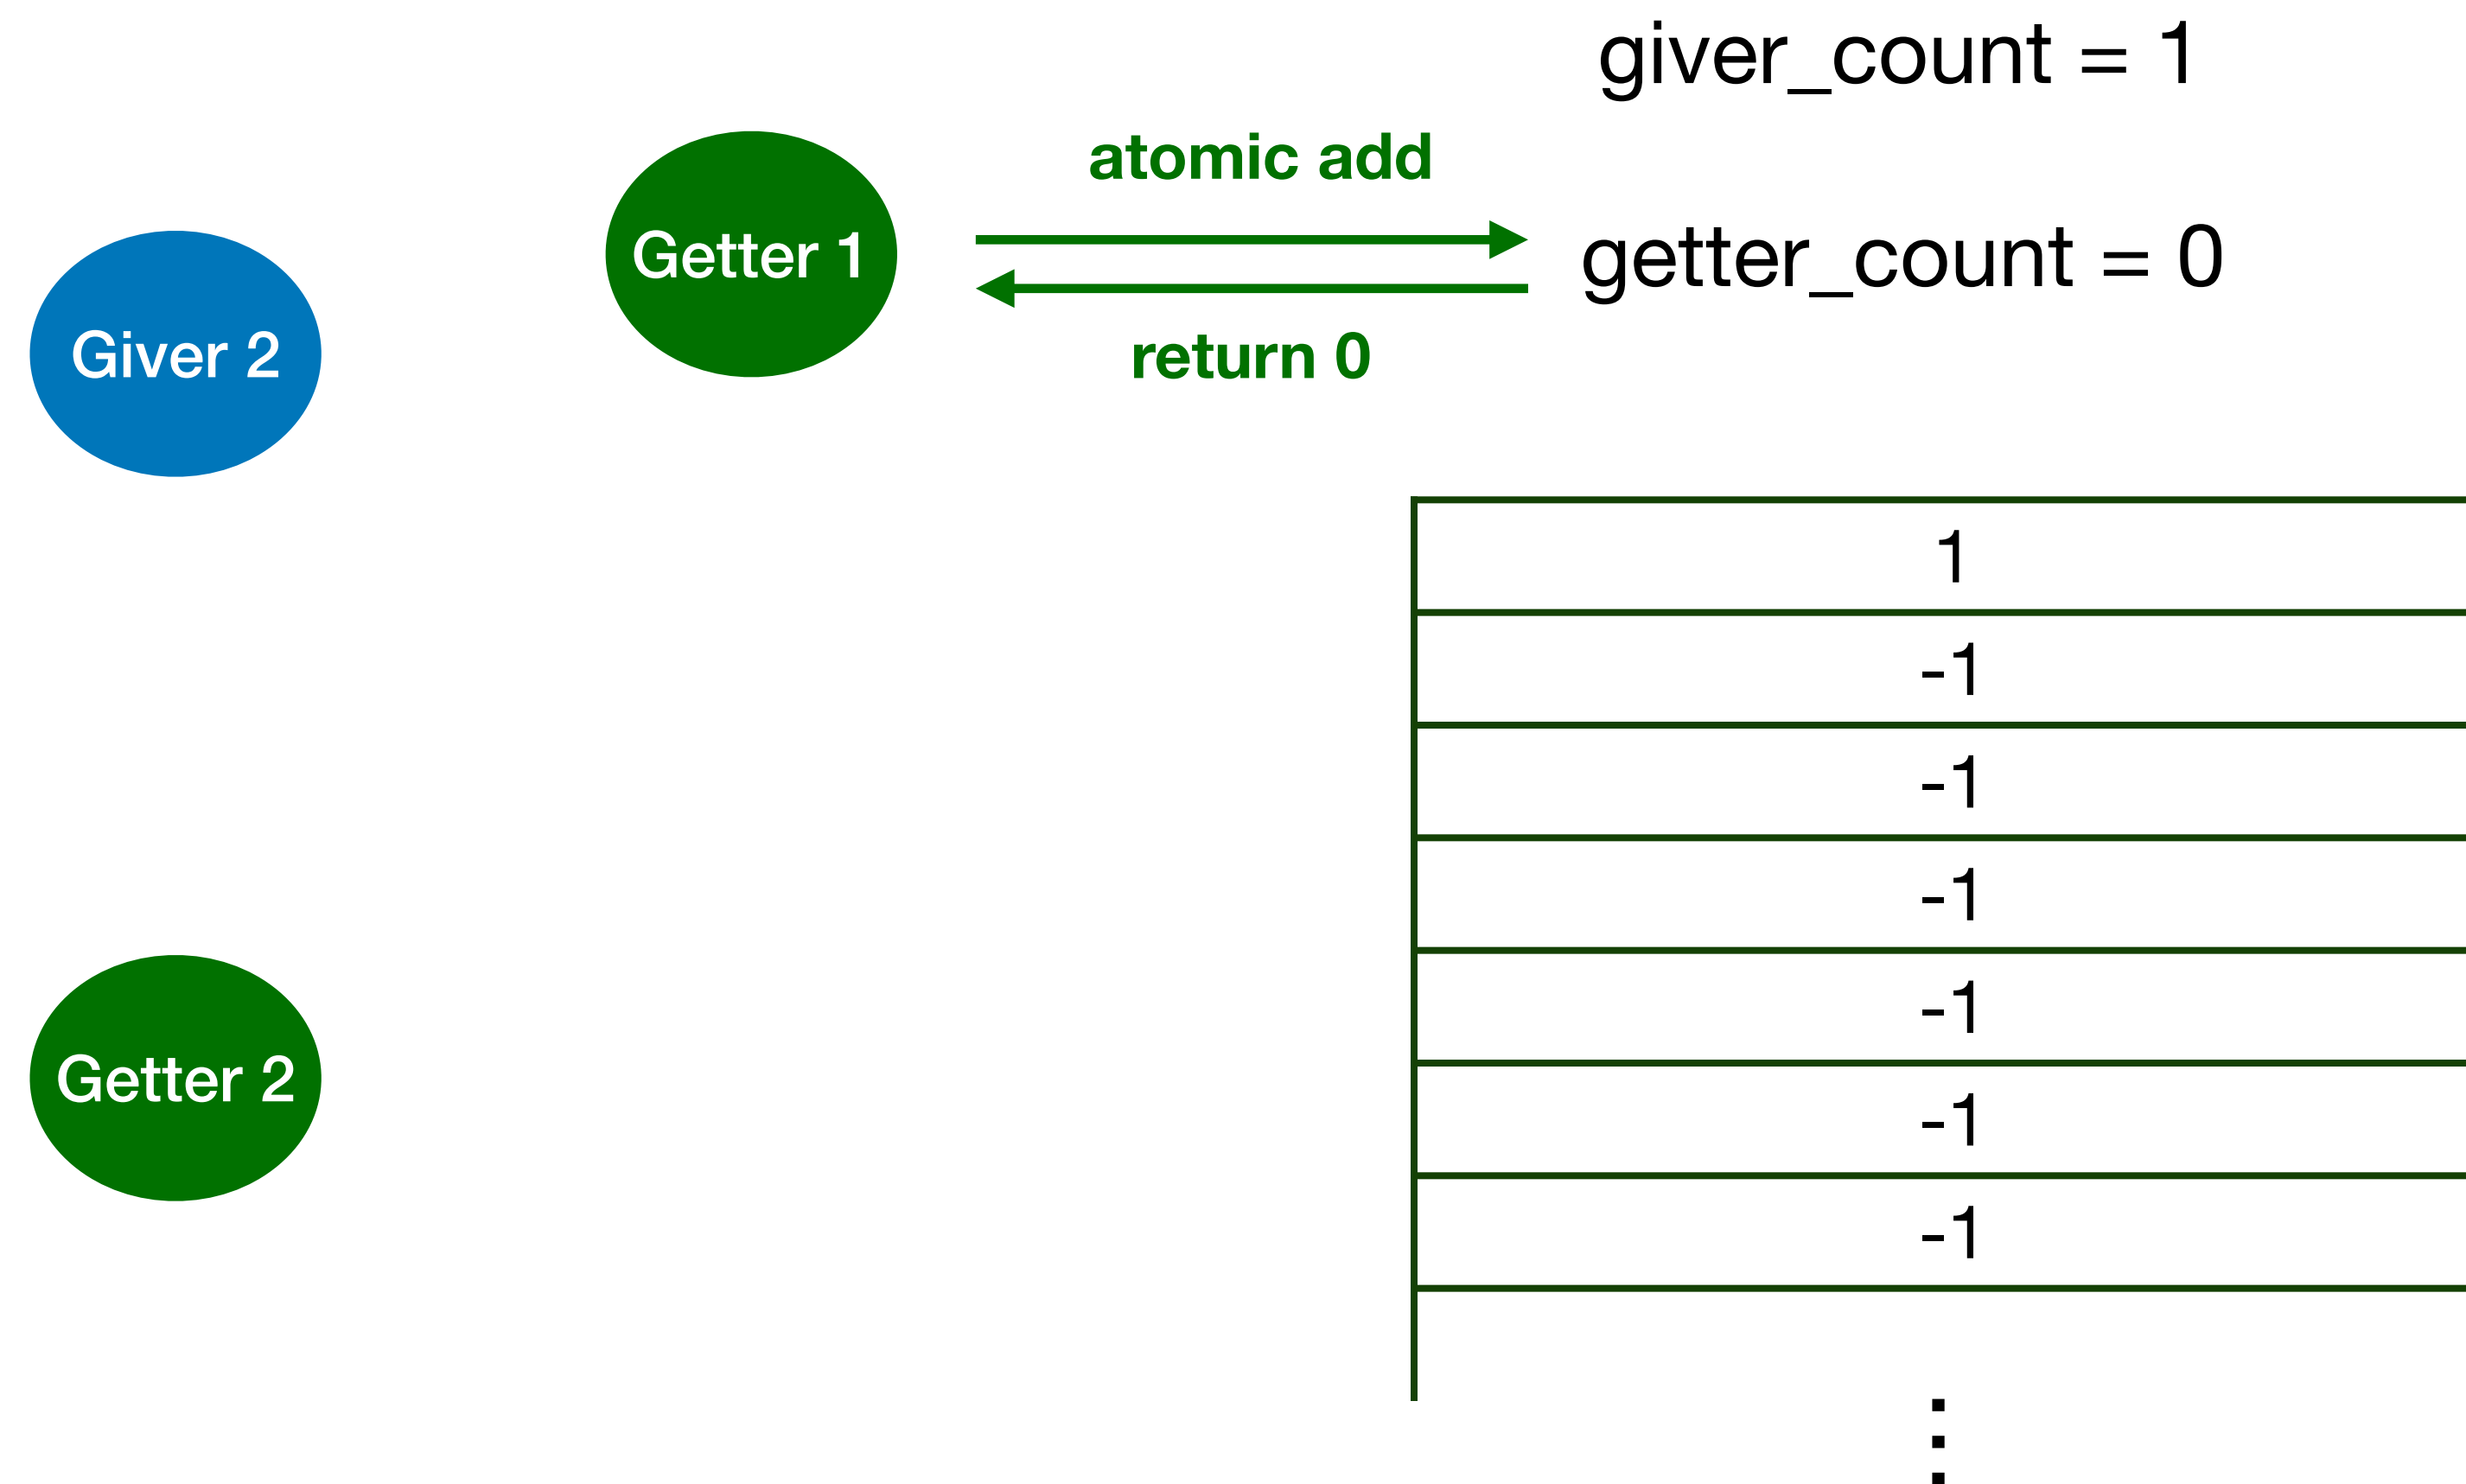 giver_count = 1
atomic add
Getter 1
getter_count = 0
return 0
Giver 2
1
-1
-1
-1
-1
-1
-1
Getter 2